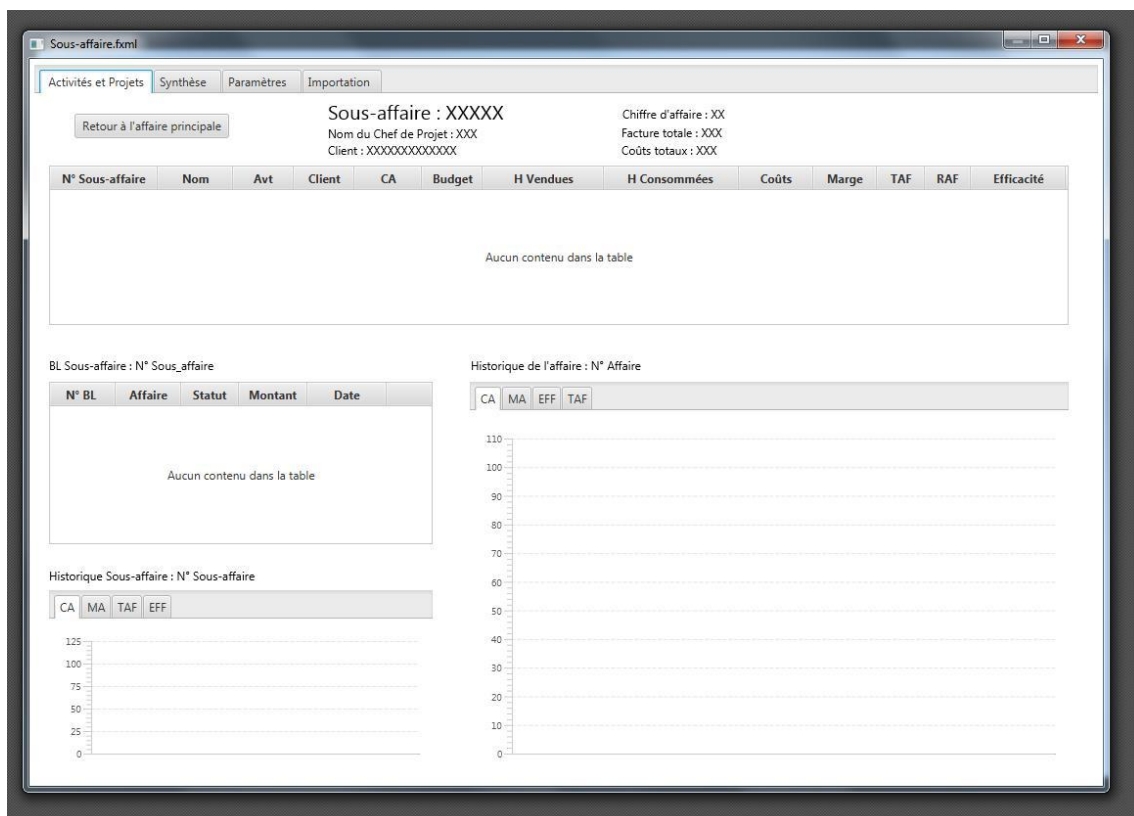 Sous-affaire.fxml
Activités et Projets Synthèse Paramètres Importation
Retour à l'affaire principale
Sous-affaire : XXXXX
Nom du Chef de Projet : XXX
Client : XXXXXXXXXXXXX
Chiffre d'affaire : XX
Facture totale : XXX
Coûts totaux : XXX
N° Sous-affaire Nom Avt Client CA Budget H Vendues H Consommées Coûts Marge TAF RAF Efficacité
Aucun contenu dans la table
BL Sous-affaire : N° Sous_affaire
N° BL Affaire Statut Montant Date
Aucun contenu dans la table
Historique Sous-affaire : N° Sous-affaire
CA MA TAF EFF
125
100
75
50
25
0
Historique de l'affaire : N° Affaire
CA MA EFF TAF
110
100
90
80
70
60
50
40
30
20
10
0